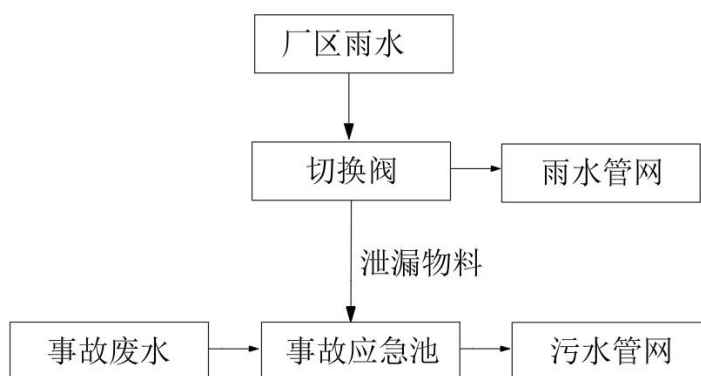 厂区雨水
切换阀
雨水管网
泄漏物料
事故废水
事故应急池
污水管网